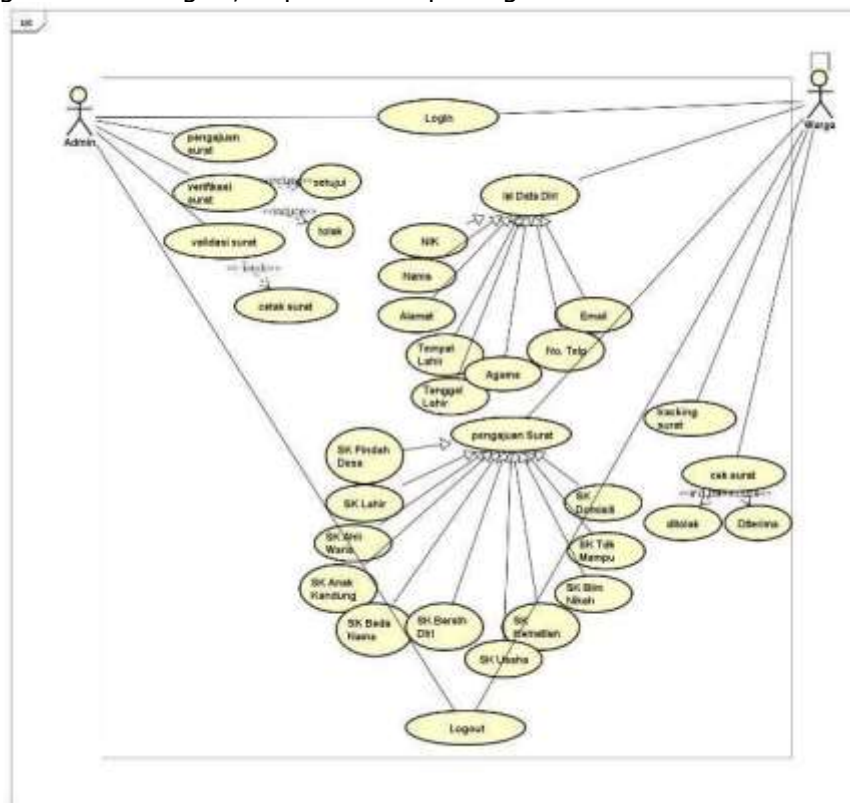 uc
Admin
Warga
Login
pengajuan
surat
verifikasi
surat
setujui
tolak
validasi surat
cetak surat
Isi Data Diri
NIK
Nama
Alamat
Tempat
Lahir
Tanggal
Lahir
Agama
No. Telp
Email
pengajuan Surat
SK Pindah
Desa
SK Lahir
SK Ahli
Waris
SK Anak
Kandung
SK Beda
Nama
SK Bersih
Diri
SK Usaha
SK
Kematian
SK Blm
Nikah
SK Tdk
Mampu
SK
Domisili
tracking
surat
cek surat
ditolak
Diterima
Logout